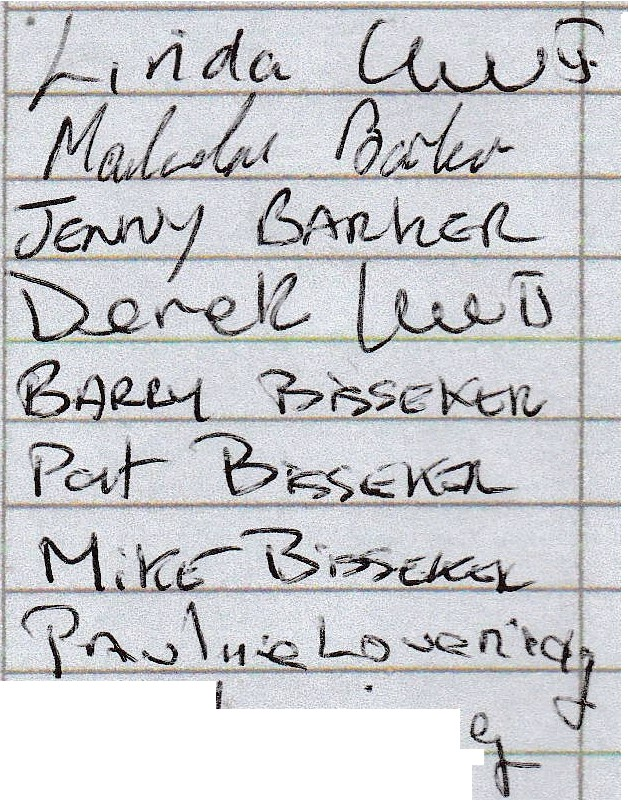 Linda
Malcolm Barker
JENNY BARKER
Derek
BARRY BISSEKER
Pat BISSEKER
MIKE BISSEKER
Pauline Lovering